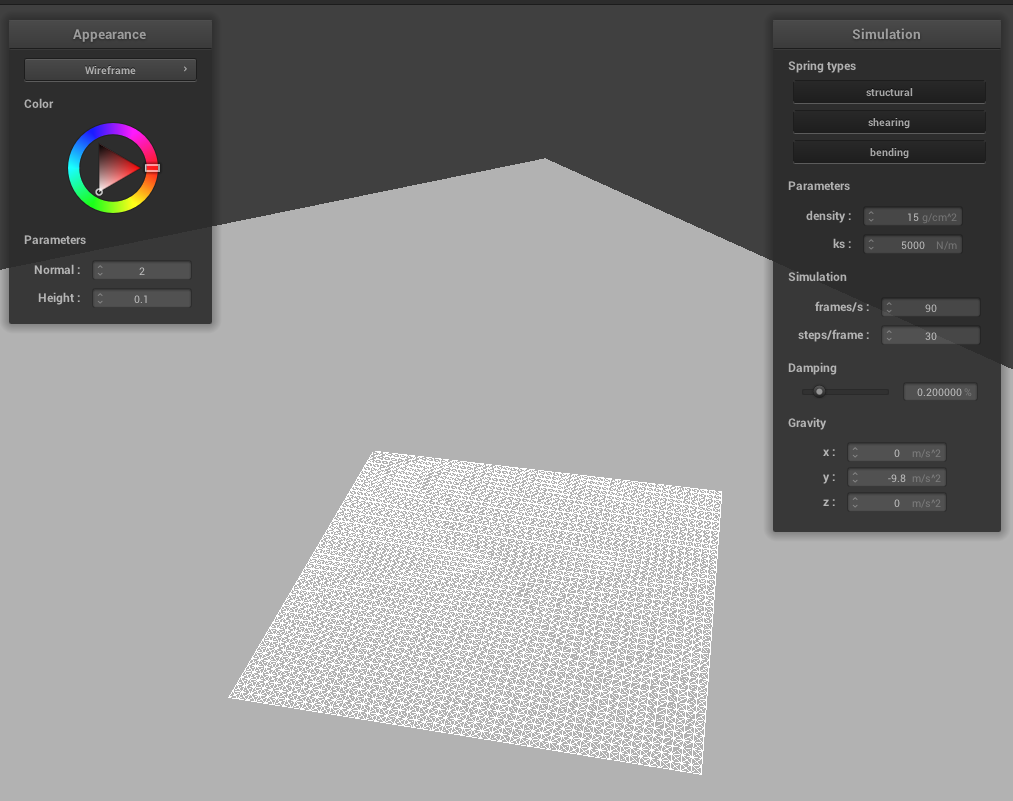 Appearance
Wireframe
Color
Parameters
Normal : 2
Height : 0.1
Simulation
Spring types
structural
shearing
bending
Parameters
density : 15 g/cm^2
ks : 5000 N/m
Simulation
frames/s : 90
steps/frame : 30
Damping
0.200000 %
Gravity
x : 0 m/s^2
y : -9.8 m/s^2
z : 0 m/s^2